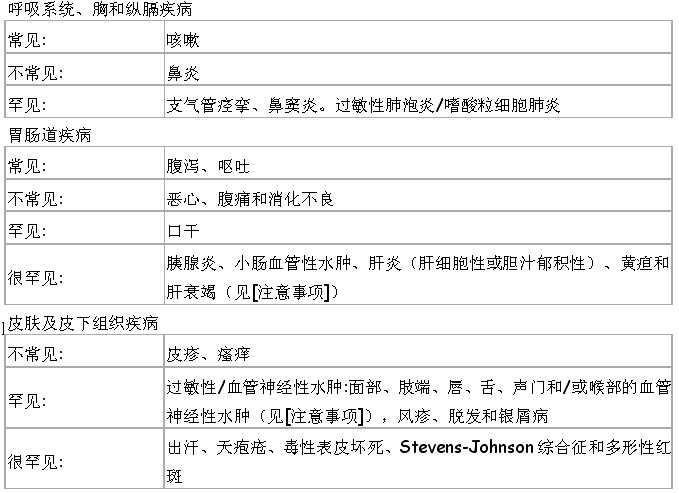 呼吸系统、胸和纵膈疾病
常见: 咳嗽
不常见: 鼻炎
罕见: 支气管痉挛、鼻窦炎。过敏性肺泡炎/嗜酸粒细胞肺炎
胃肠道疾病
常见: 腹泻、呕吐
不常见: 恶心、腹痛和消化不良
罕见: 口干
很罕见: 胰腺炎、小肠血管性水肿、肝炎（肝细胞性或胆汁郁积性）、黄疸和
肝衰竭（见[注意事项]）
皮肤及皮下组织疾病
不常见: 皮疹、瘙痒
罕见: 过敏性/血管神经性水肿:面部、肢端、唇、舌、声门和/或喉部的血管
神经性水肿（见[注意事项]），风疹、脱发和银屑病
很罕见: 出汗、天疱疮、毒性表皮坏死、Stevens-Johnson 综合征和多形性红
斑